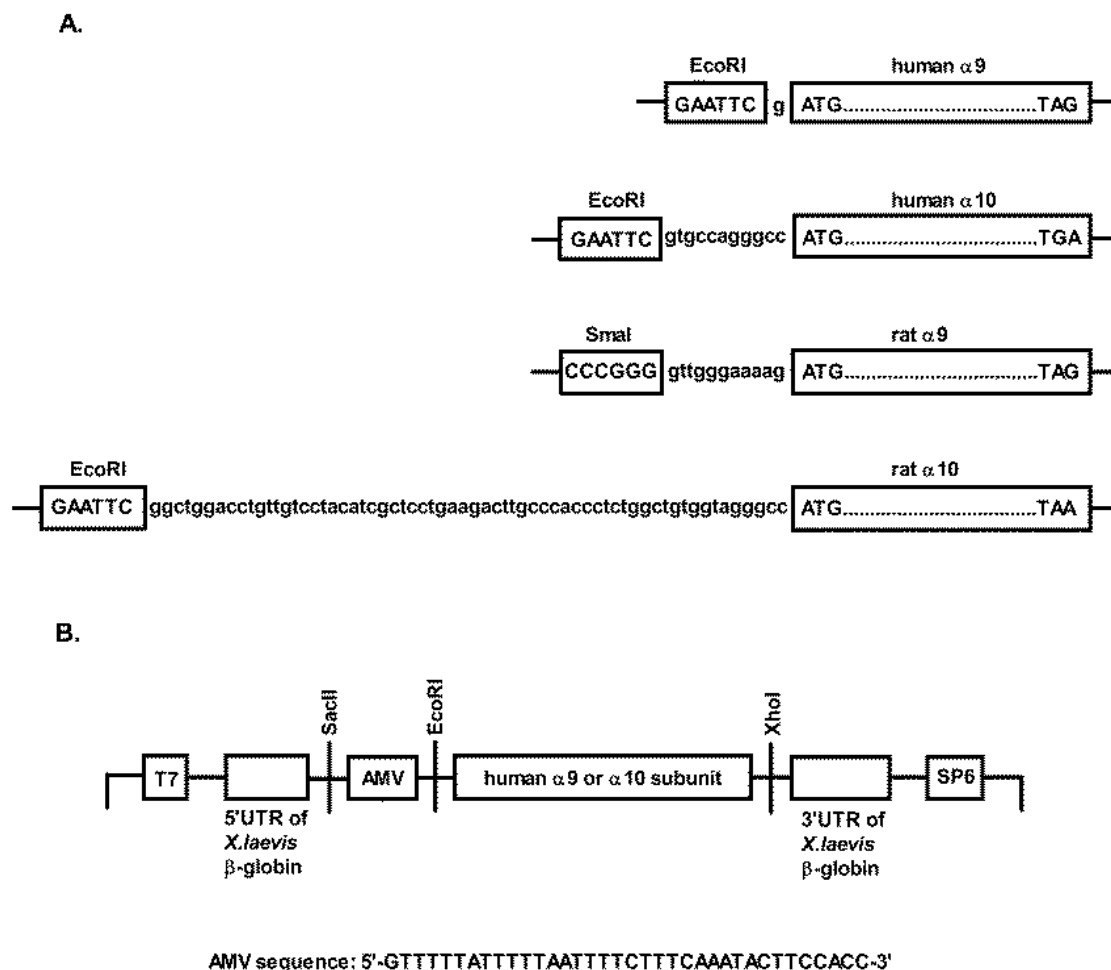 A.
EcoRI human α9
GAATTC g ATG..................................TAG
EcoRI human α10
GAATTC gtgccagggcc ATG..................................TGA
SmaI rat α9
CCCGGG gttgggaaaag ATG..................................TAG
EcoRI rat α10
GAATTC ggctggacctgttgtcctacatcgctcctgaagacttgcccaccctctggctgtggtagggcc ATG..................................TAA
B.
SacII EcoRI XhoI
T7 AMV human α9 or α10 subunit SP6
5'UTR of 3'UTR of
X.laevis X.laevis
β-globin β-globin
AMV sequence: 5'-GTTTTTATTTTTAATTTTCTTTCAAATACTTCCACC-3'